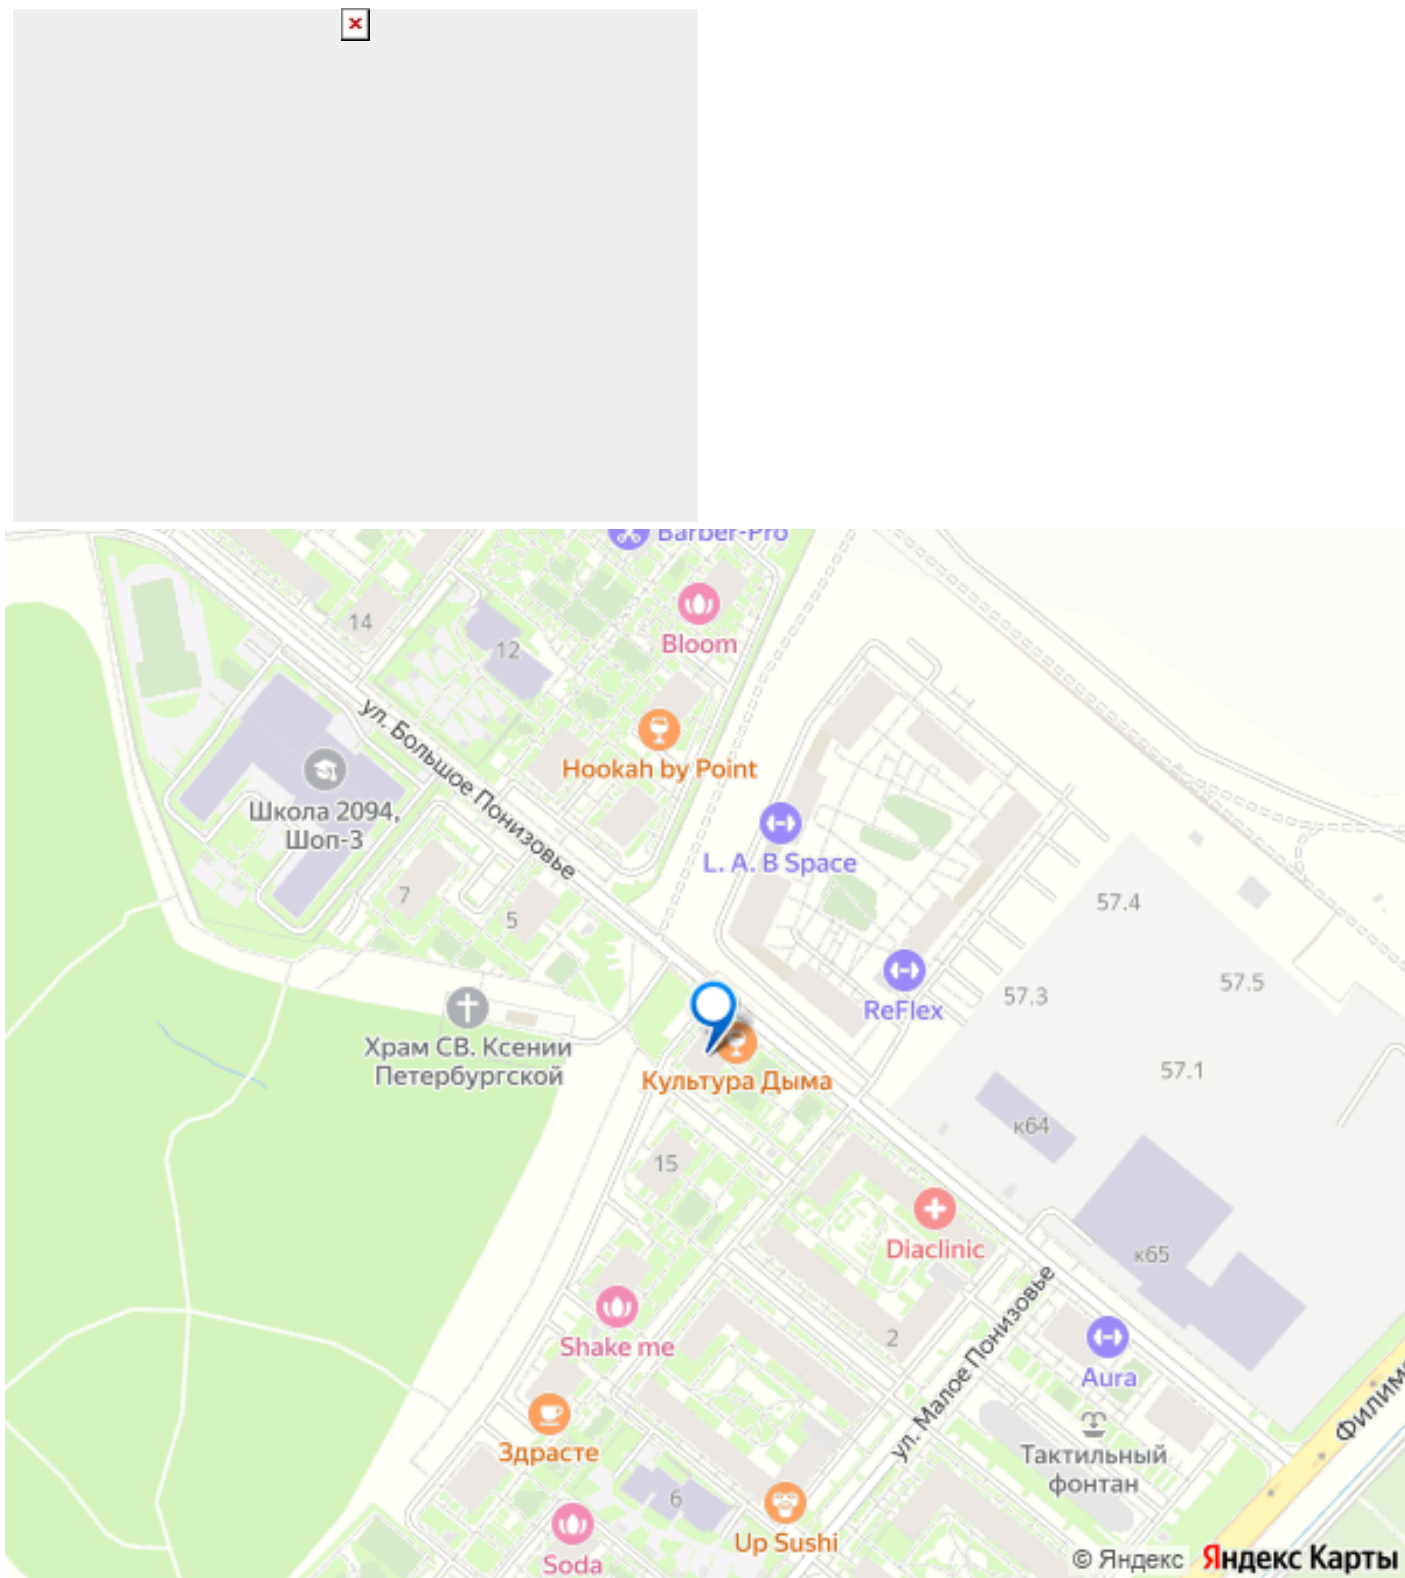 Barber-Pro
14
Bloom
12
ул. Большое Понизовье
Hookah by Point
Школа 2094,
Шоп-3
L. A. B Space
7
5
57.4
57.5
57.3
ReFlex
Храм СВ. Ксении
Петербургской
Культура Дыма
57.1
к64
15
Diaclinic
к65
ул. Малое Понизовье
Shake me
2
Aura
Здрасте
Тактильный
фонтан
6
Up Sushi
Soda
© Яндекс Яндекс Карты